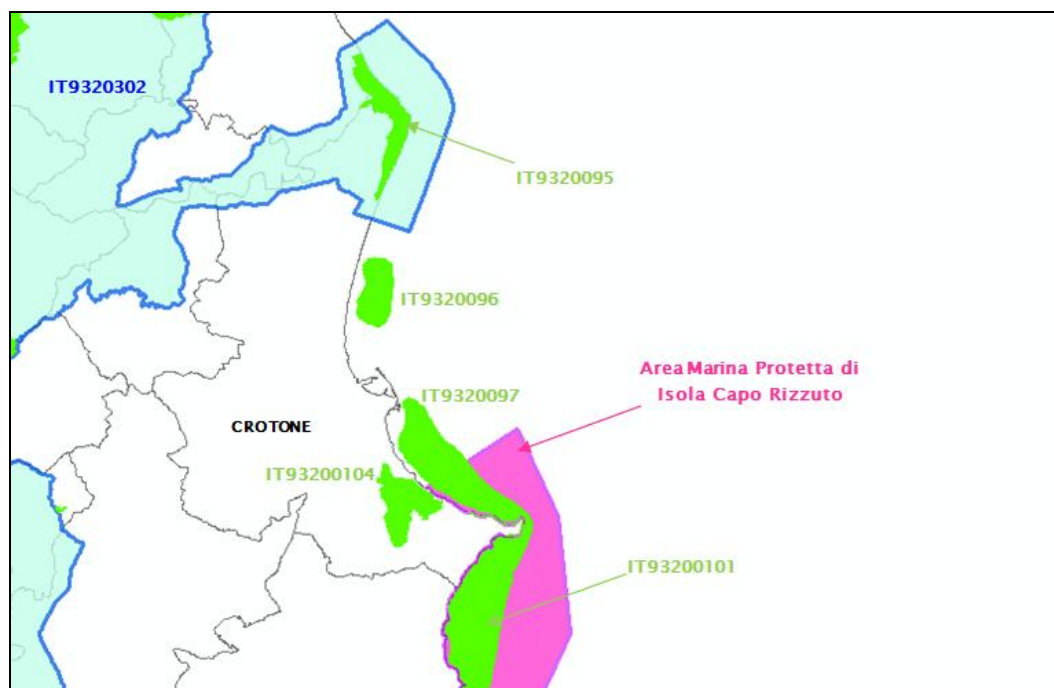 IT9320302
IT9320095
IT9320096
Area Marina Protetta di
Isola Capo Rizzuto
IT9320097
CROTONE
IT93200104
IT93200101